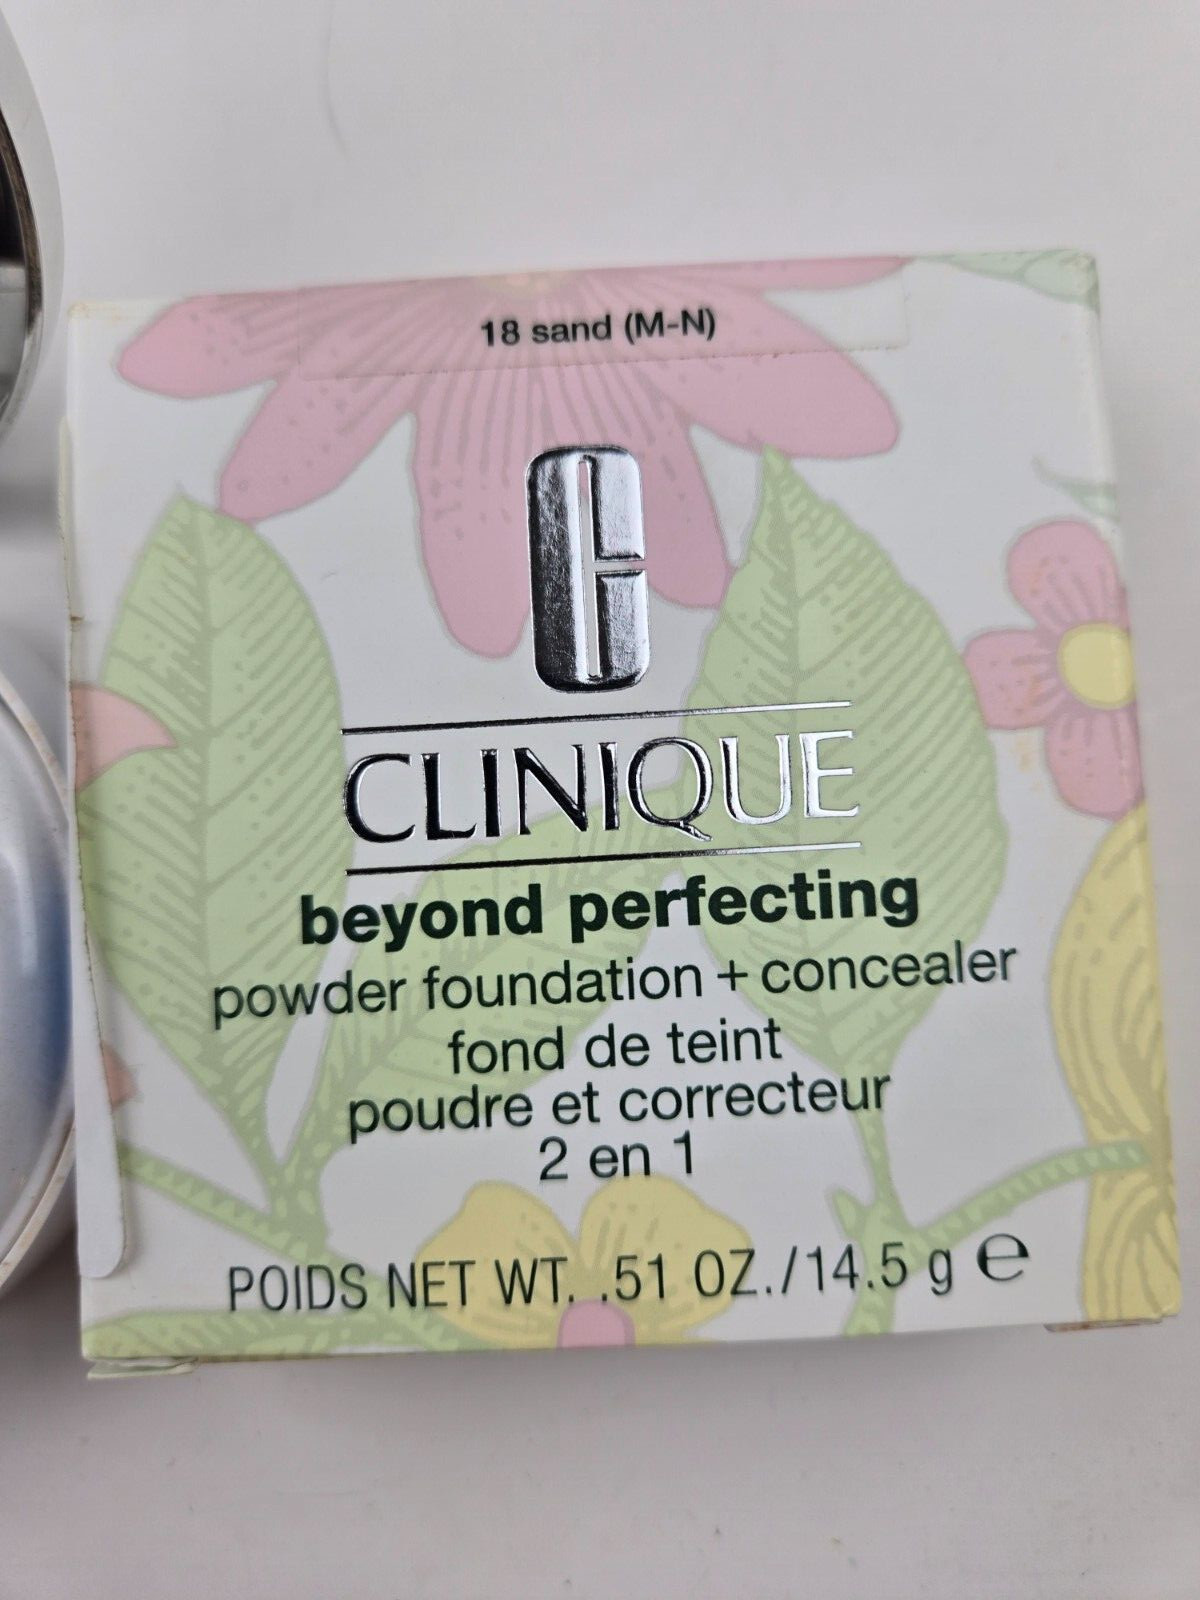 18 sand (M-N)
CLINIQUE
beyond perfecting
powder foundation + concealer
fond de teint
poudre et correcteur
2 en 1
POIDS NET WT. .51 OZ./14.5 g e